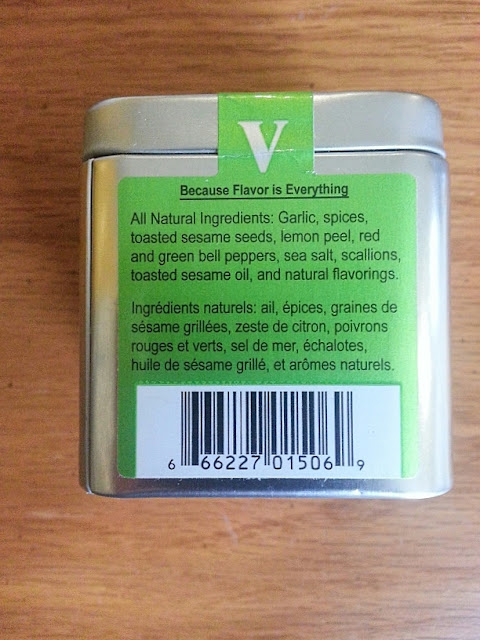 V
Because Flavor is Everything
All Natural Ingredients: Garlic, spices,
toasted sesame seeds, lemon peel, red
and green bell peppers, sea salt, scallions,
toasted sesame oil, and natural flavorings.
Ingrédients naturels: ail, épices, graines de
sésame grillées, zeste de citron, poivrons
rouges et verts, sel de mer, échalotes,
huile de sésame grillé, et arômes naturels.
6 66227 01506 9